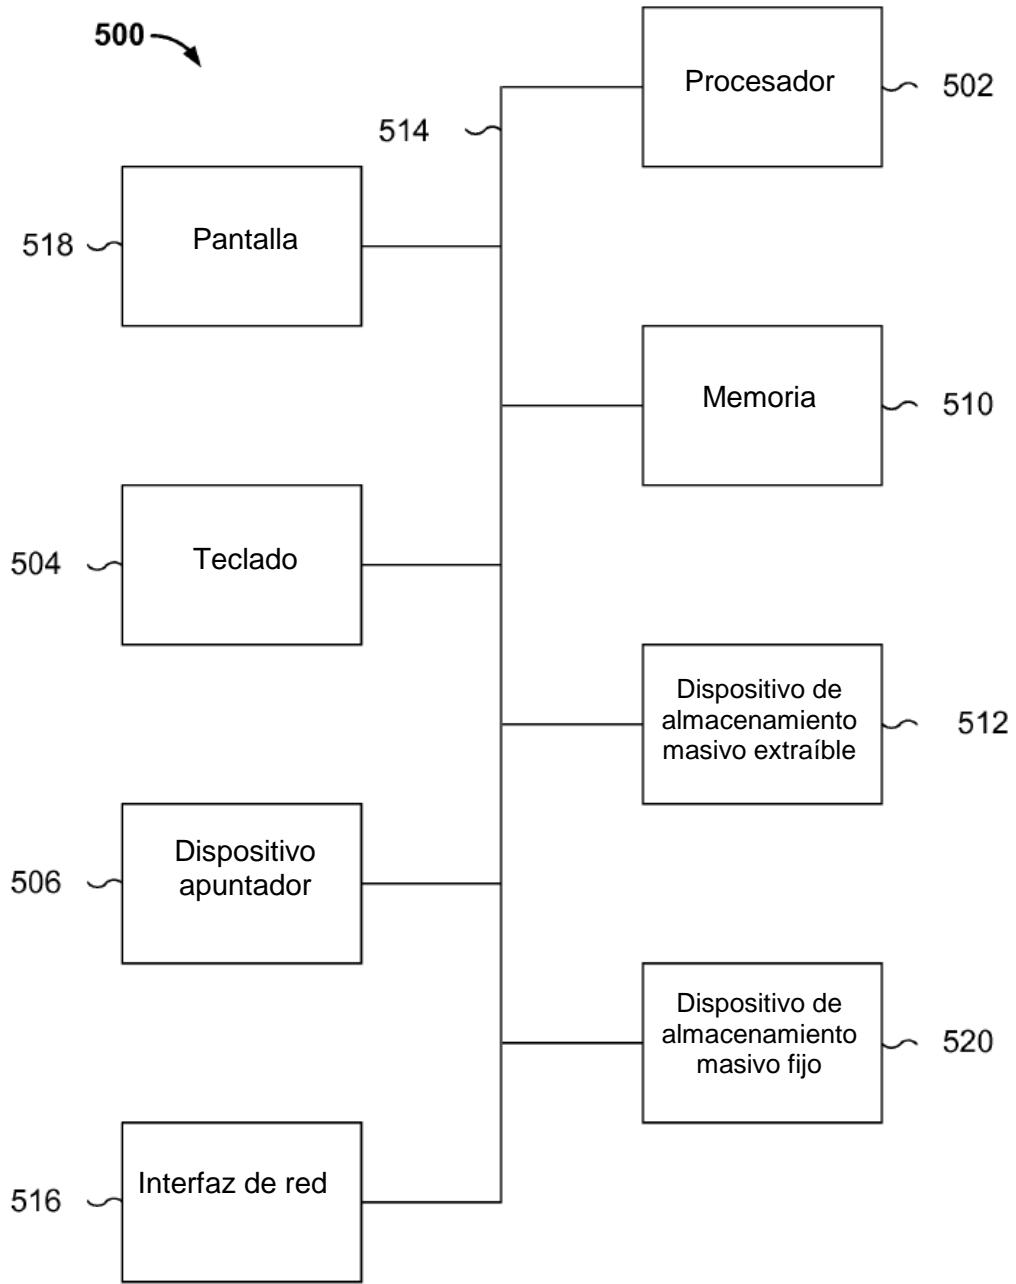 500
Procesador
502
514
518
Pantalla
Memoria
510
504
Teclado
Dispositivo de
almacenamiento
masivo extraíble
512
506
Dispositivo
apuntador
Dispositivo de
almacenamiento
masivo fijo
520
516
Interfaz de red